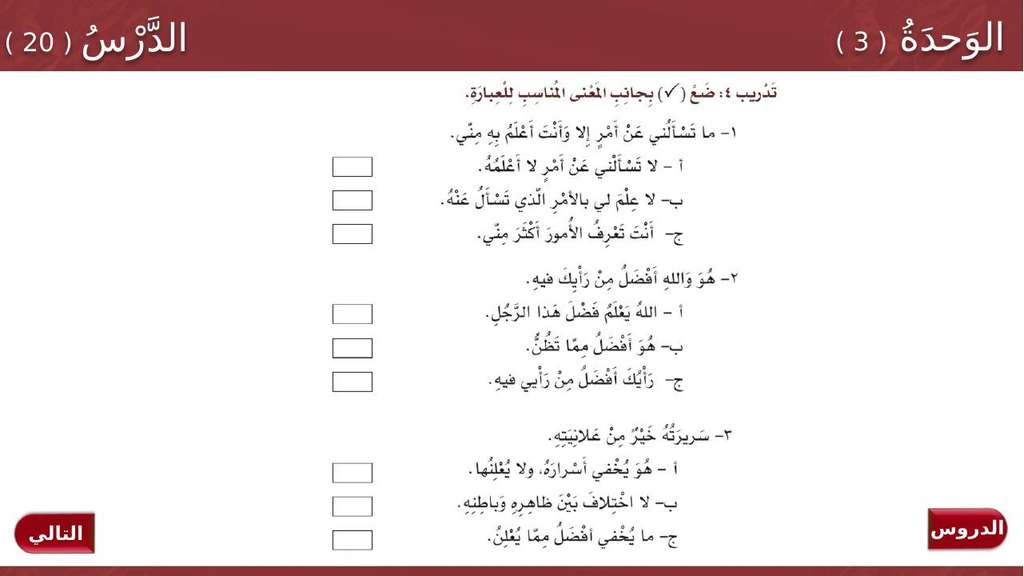 الوَحدَةُ ( 3 )
الدَّرْسُ ( 20 )
تَدْريب ٤: ضَعْ (✓) بِجانِبِ المَعْنى المُناسِبِ لِلْعِبارَةِ.
١- ما تَسْأَلُني عَنْ أَمْرٍ إِلا وَأَنْتَ أَعْلَمُ بِهِ مِنّي.
أ - لا تَسْأَلْني عَنْ أَمْرٍ لا أَعْلَمُهُ.
ب- لا عِلْمَ لي بالأَمْرِ الّذي تَسْأَلُ عَنْهُ.
ج- أَنْتَ تَعْرِفُ الأُمورَ أَكْثَرَ مِنّي.
٢- هُوَ وَاللهِ أَفْضَلُ مِنْ رَأْيِكَ فيهِ.
أ - اللهُ يَعْلَمُ فَضْلَ هَذا الرَّجُلِ.
ب- هُوَ أَفْضَلُ مِمّا تَظُنُّ.
ج- رَأْيُكَ أَفْضَلُ مِنْ رَأْيي فيهِ.
٣- سَريرَتُهُ خَيْرٌ مِنْ عَلانِيَتِهِ.
أ - هُوَ يُخْفي أَسْرارَهُ، ولا يُعْلِنُها.
ب- لا اخْتِلافَ بَيْنَ ظاهِرِهِ وَباطِنِهِ.
ج- ما يُخْفي أفْضَلُ مِمّا يُعْلِنُ.
الدروس
التالي